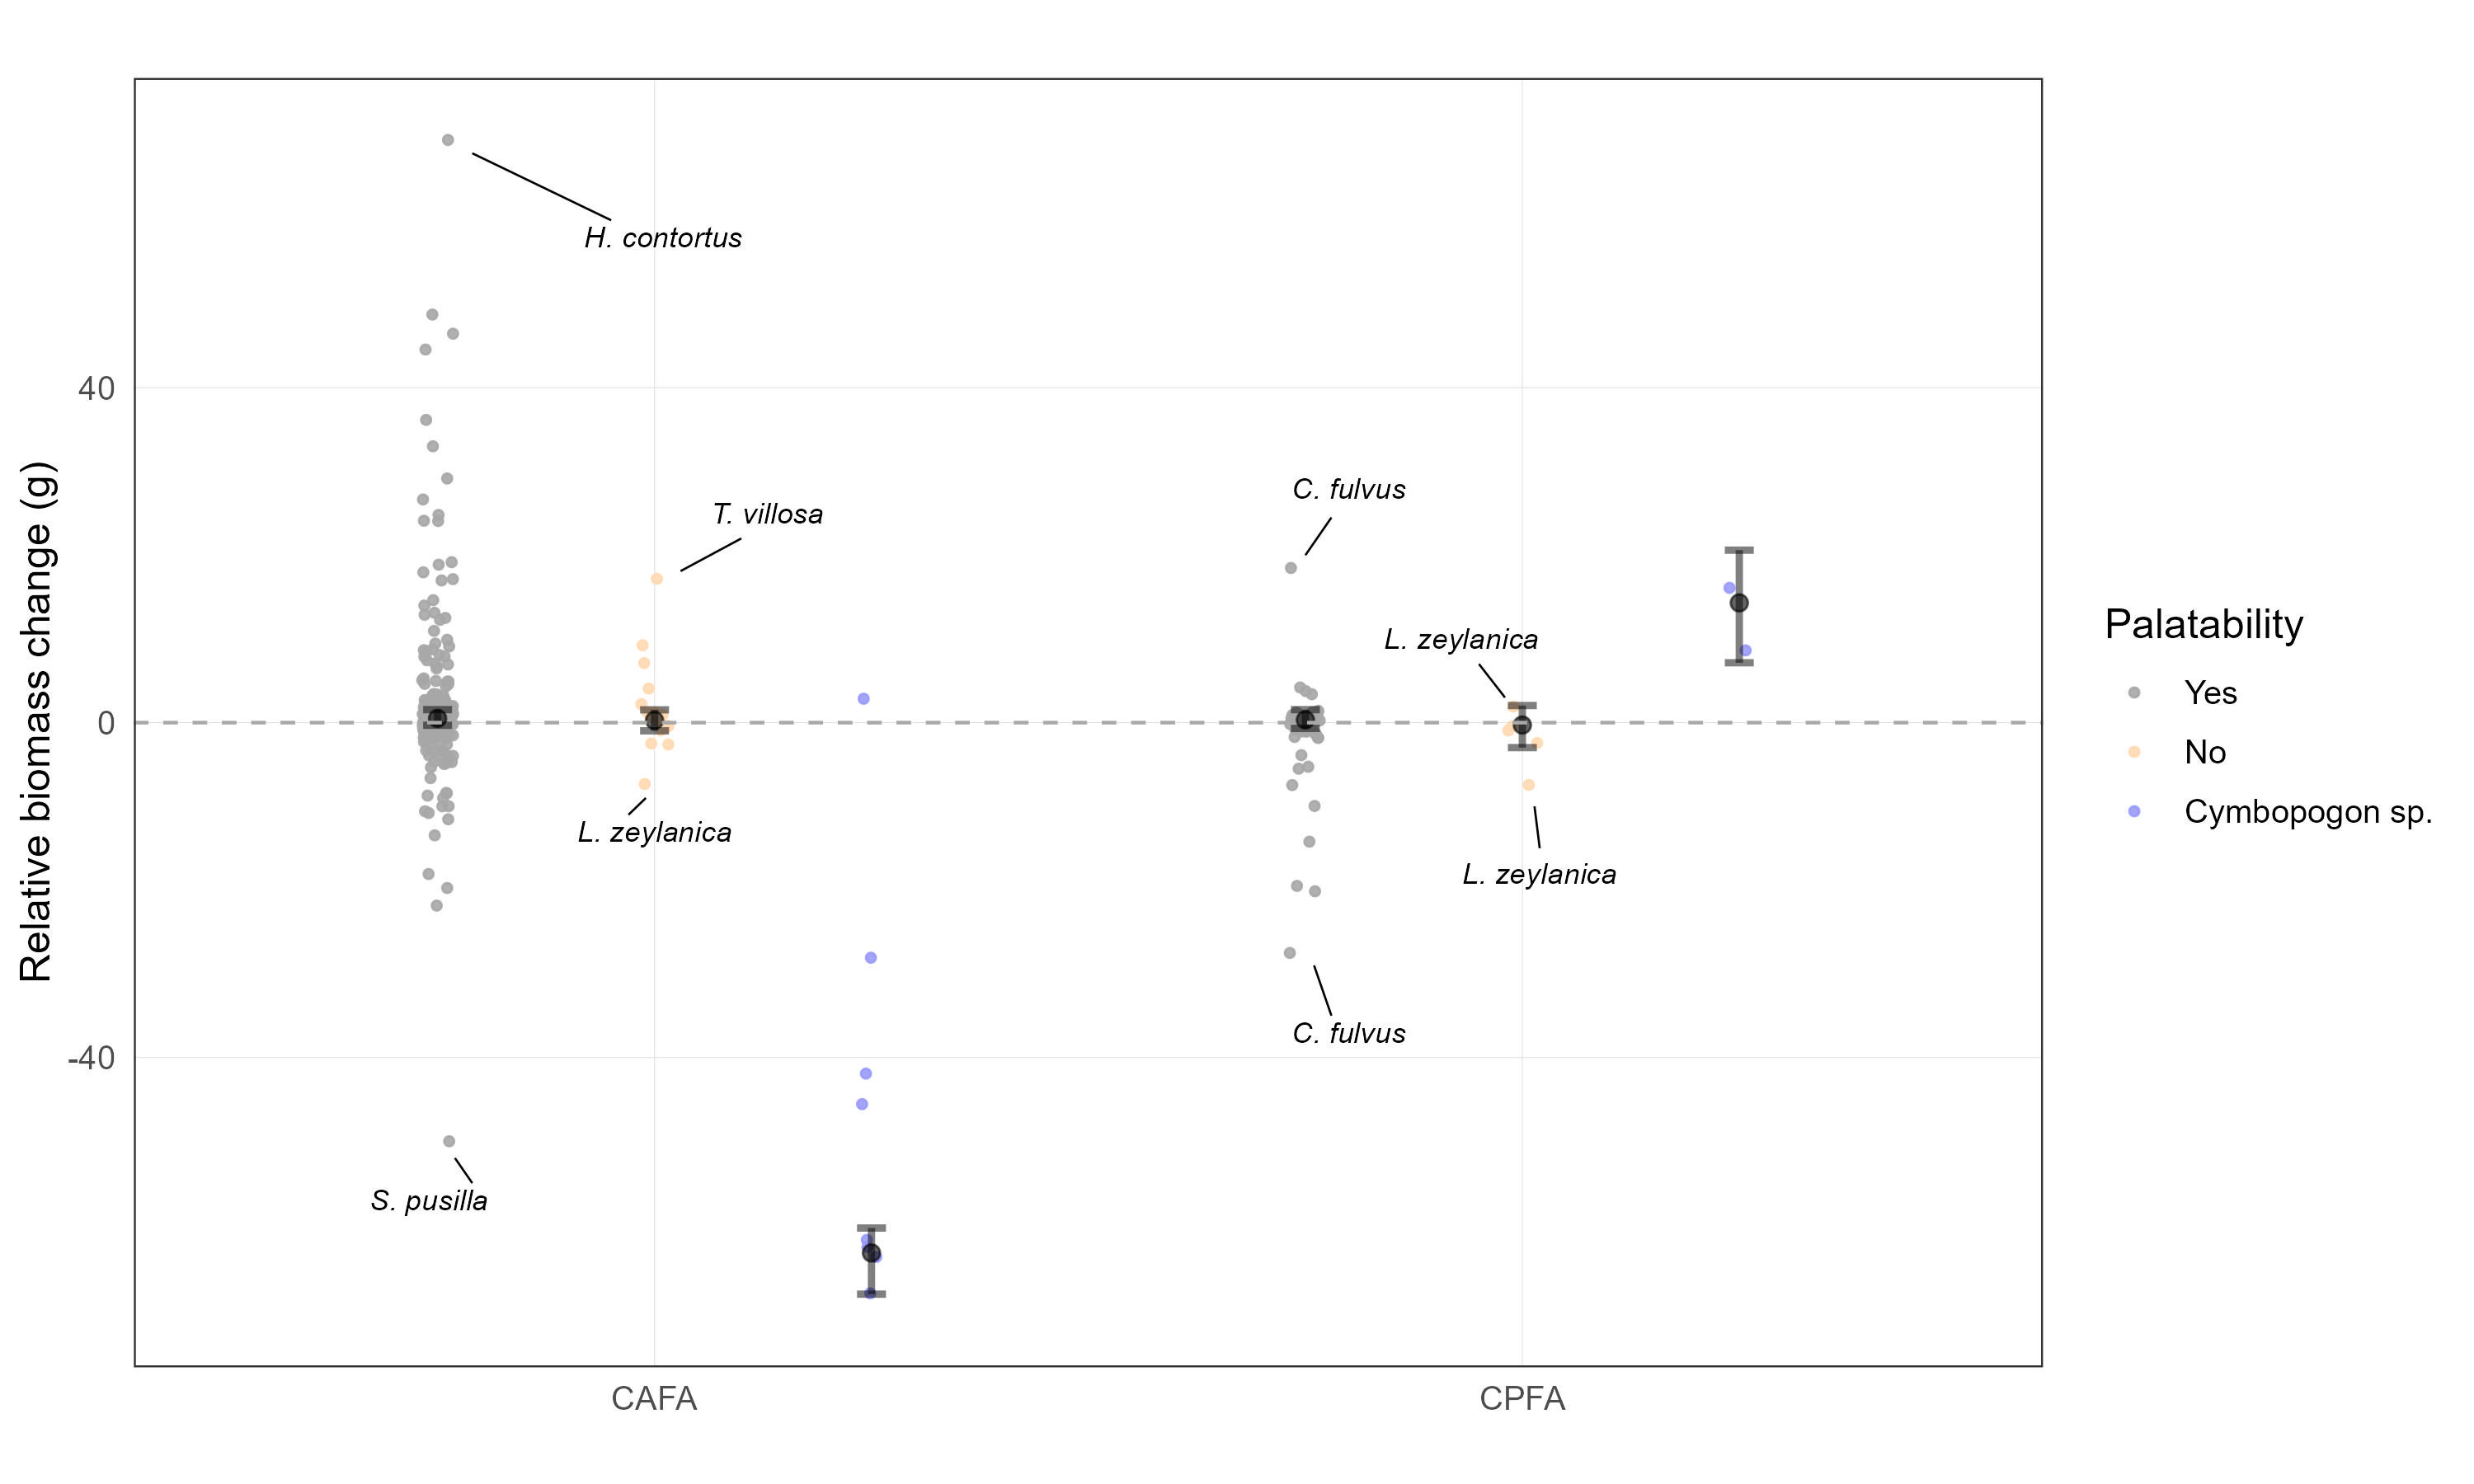 H. contortus
40
T. villosa
C. fulvus
L. zeylanica
Relative biomass change (g)
0
L. zeylanica
L. zeylanica
C. fulvus
-40
S. pusilla
CAFA
CPFA
Palatability
Yes
No
Cymbopogon sp.